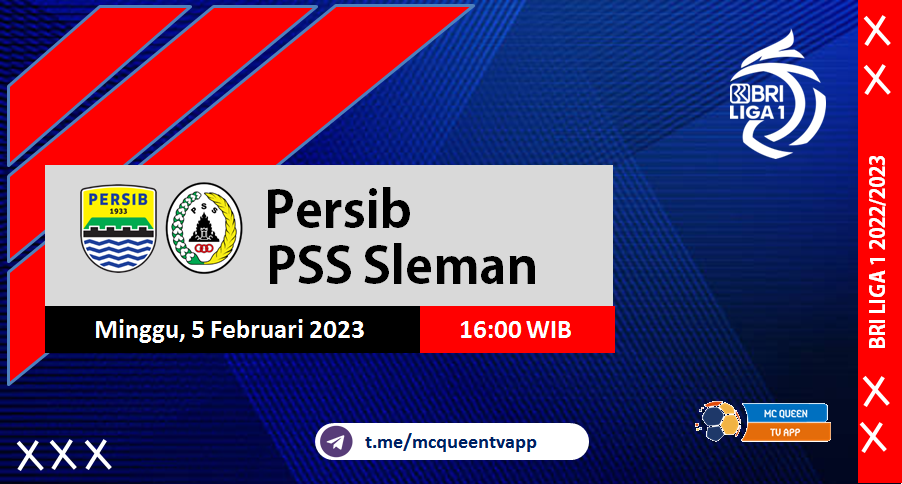 BRI
LIGA 1
PERSIB
1933
PSS
Persib
PSS Sleman
Minggu, 5 Februari 2023
16:00 WIB
BRI LIGA 1 2022/2023
MC QUEEN
TV APP
t.me/mcqueentvapp